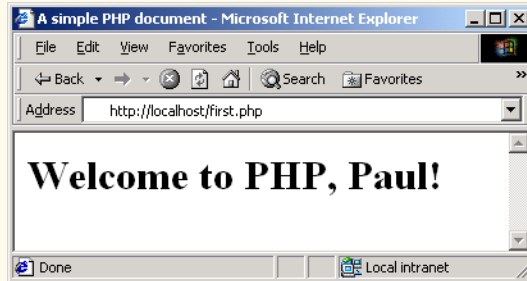 A simple PHP document - Microsoft Internet Explorer
File Edit View Favorites Tools Help
Back Search Favorites »
Address http://localhost/first.php
Welcome to PHP, Paul!
Done Local intranet